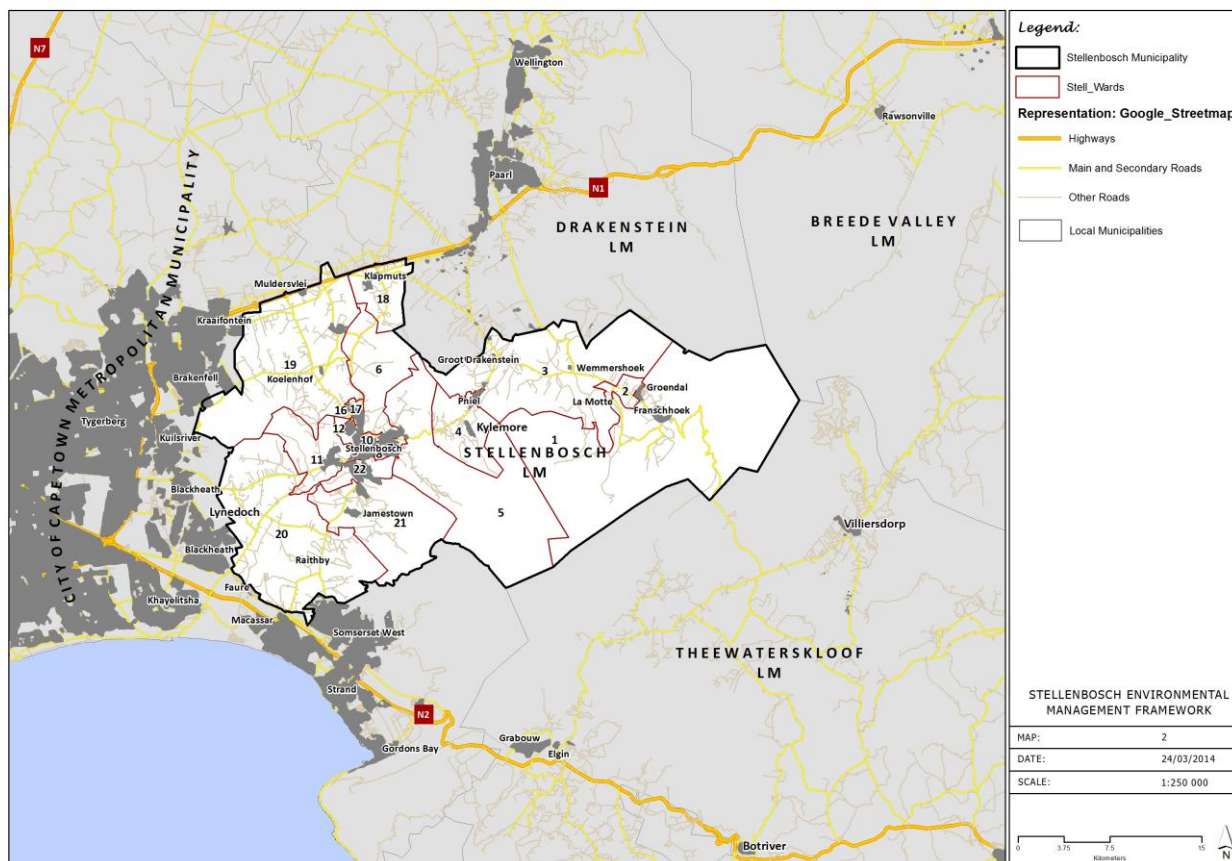 N7
Wellington
Rawsonville
Paarl
N1
DRAKENSTEIN
LM
BREEDE VALLEY
LM
CITY OF CAPE TOWN METROPOLITAN MUNICIPALITY
Muldersvlei
Klapmuts
18
Kraaifontein
19
Koelenhof
6
Groot Drakenstein
3
Wemmershoek
Brakenfell
2
Groendal
La Motte
Franschhoek
Tygerberg
16
17
12
Phiel
Kylemore
4
1
Kuilsriver
10
Stellenbosch
8
STELLENBOSCH
LM
11
22
Blackheath
Lynedoch
Jamestown
21
5
Villiersdorp
20
Blackheath
Raithby
Faure
Khayelitsha
Macassar
Somserset West
THEEWATERSKLOOF
LM
Strand
N2
Gordons Bay
Grabouw
Elgin
Botriver
Legend:
Stellenbosch Municipality
Stell_Wards
Representation: Google_Streetmap
Highways
Main and Secondary Roads
Other Roads
Local Municipalities
STELLENBOSCH ENVIRONMENTAL
MANAGEMENT FRAMEWORK
MAP: 2
DATE: 24/03/2014
SCALE: 1:250 000
0 3.75 7.5 15
Kilometers
N